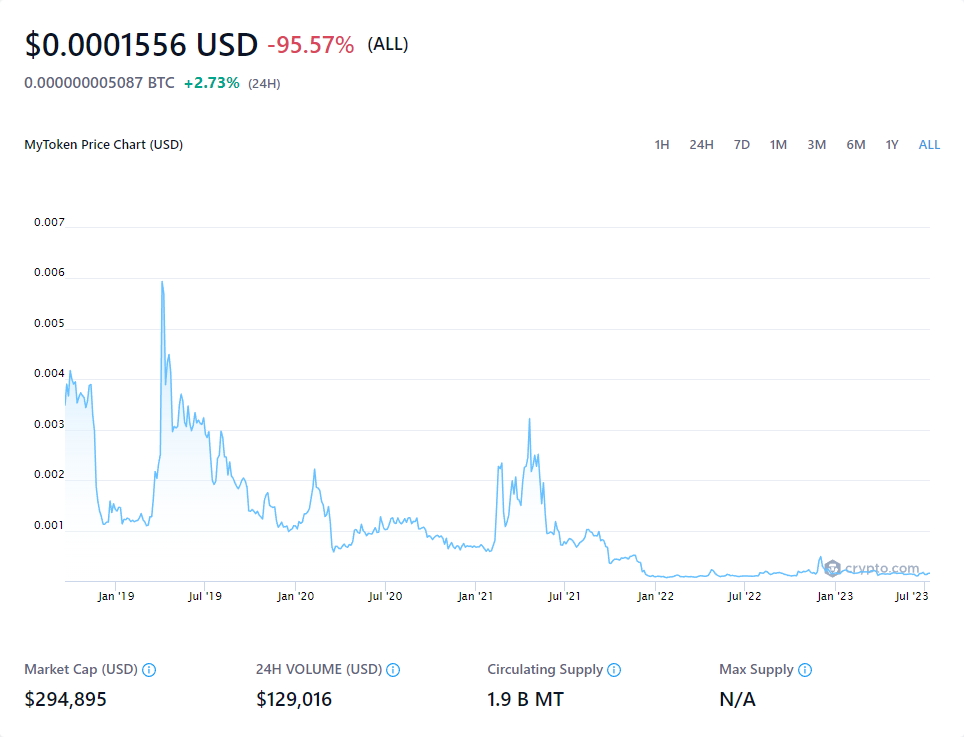 $0.0001556 USD -95.57% (ALL)
0.000000005087 BTC +2.73% (24H)
MyToken Price Chart (USD) 1H 24H 7D 1M 3M 6M 1Y ALL
0.007
0.006
0.005
0.004
0.003
0.002
0.001
crypto.com
Jan '19 Jul '19 Jan '20 Jul '20 Jan '21 Jul '21 Jan '22 Jul '22 Jan '23 Jul '23
Market Cap (USD) 24H VOLUME (USD) Circulating Supply Max Supply
$294,895 $129,016 1.9 B MT N/A